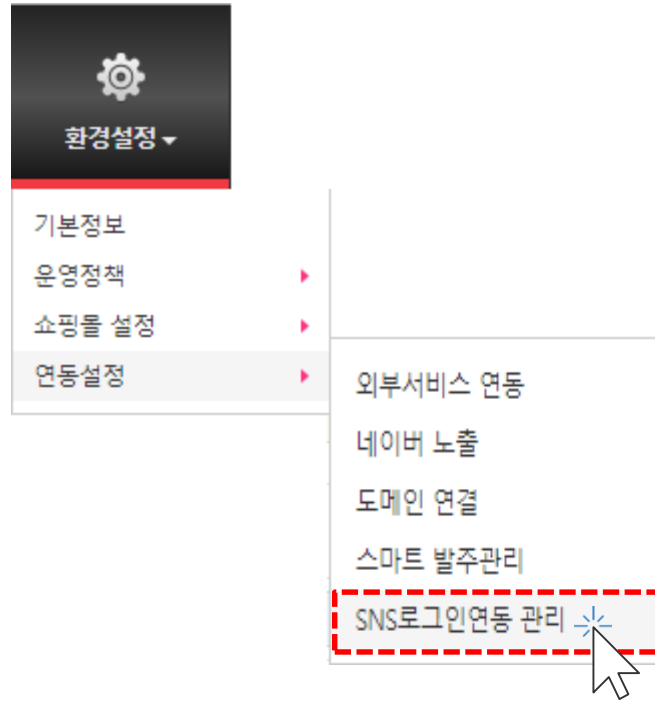 환경설정
기본정보
운영정책
쇼핑몰 설정
연동설정
외부서비스 연동
네이버 노출
도메인 연결
스마트 발주관리
SNS로그인연동 관리